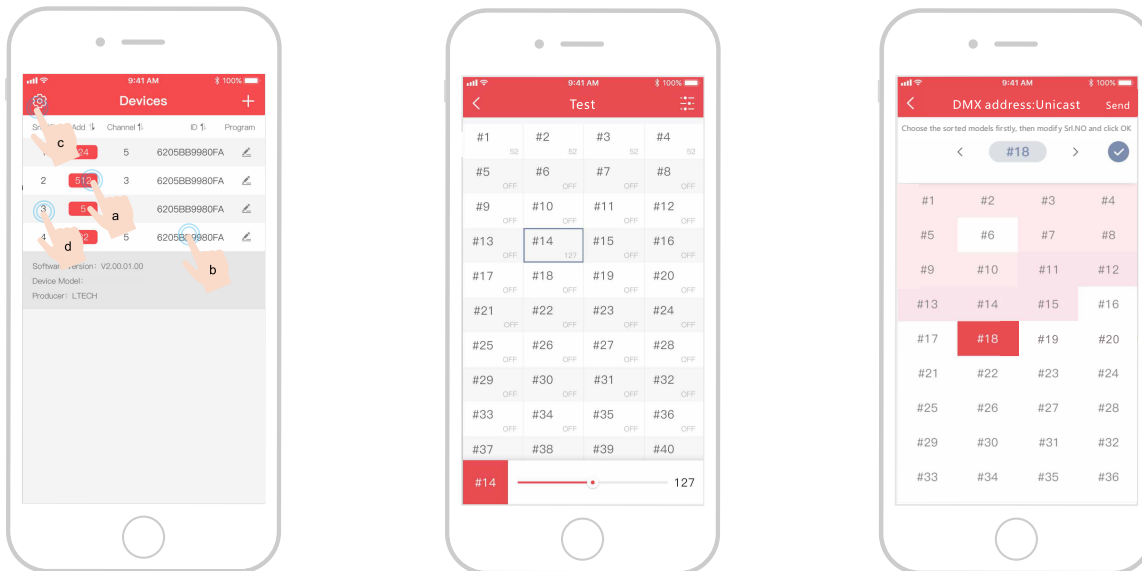 9:41 AM 100%
Devices +
Add Channel ID Program
5 6205BB9980FA
2 512 3 6205BB9980FA
3 5 6205BB9980FA
4 5 6205BB9980FA
V2.00.01.00
Device Model:
Producer: LTECH
a
b
c
d
9:41 AM 100%
Test
#1 52 #2 52 #3 52 #4 52
#5 OFF #6 OFF #7 OFF #8 OFF
#9 OFF #10 OFF #11 OFF #12 OFF
#13 OFF #14 127 #15 OFF #16 OFF
#17 OFF #18 OFF #19 OFF #20 OFF
#21 OFF #22 OFF #23 OFF #24 OFF
#25 OFF #26 OFF #27 OFF #28 OFF
#29 OFF #30 OFF #31 OFF #32 OFF
#33 OFF #34 OFF #35 OFF #36 OFF
#37 #38 #39 #40
#14 127
9:41 AM 100%
DMX address:Unicast Send
Choose the sorted models firstly, then modify Srl.NO and click OK
#18
#1 #2 #3 #4
#5 #6 #7 #8
#9 #10 #11 #12
#13 #14 #15 #16
#17 #18 #19 #20
#21 #22 #23 #24
#25 #26 #27 #28
#29 #30 #31 #32
#33 #34 #35 #36